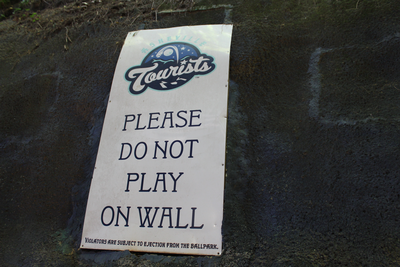 Tourists
PLEASE
DO NOT
PLAY
ON WALL
VIOLATORS ARE SUBJECT TO EJECTION FROM THE BALLPARK.